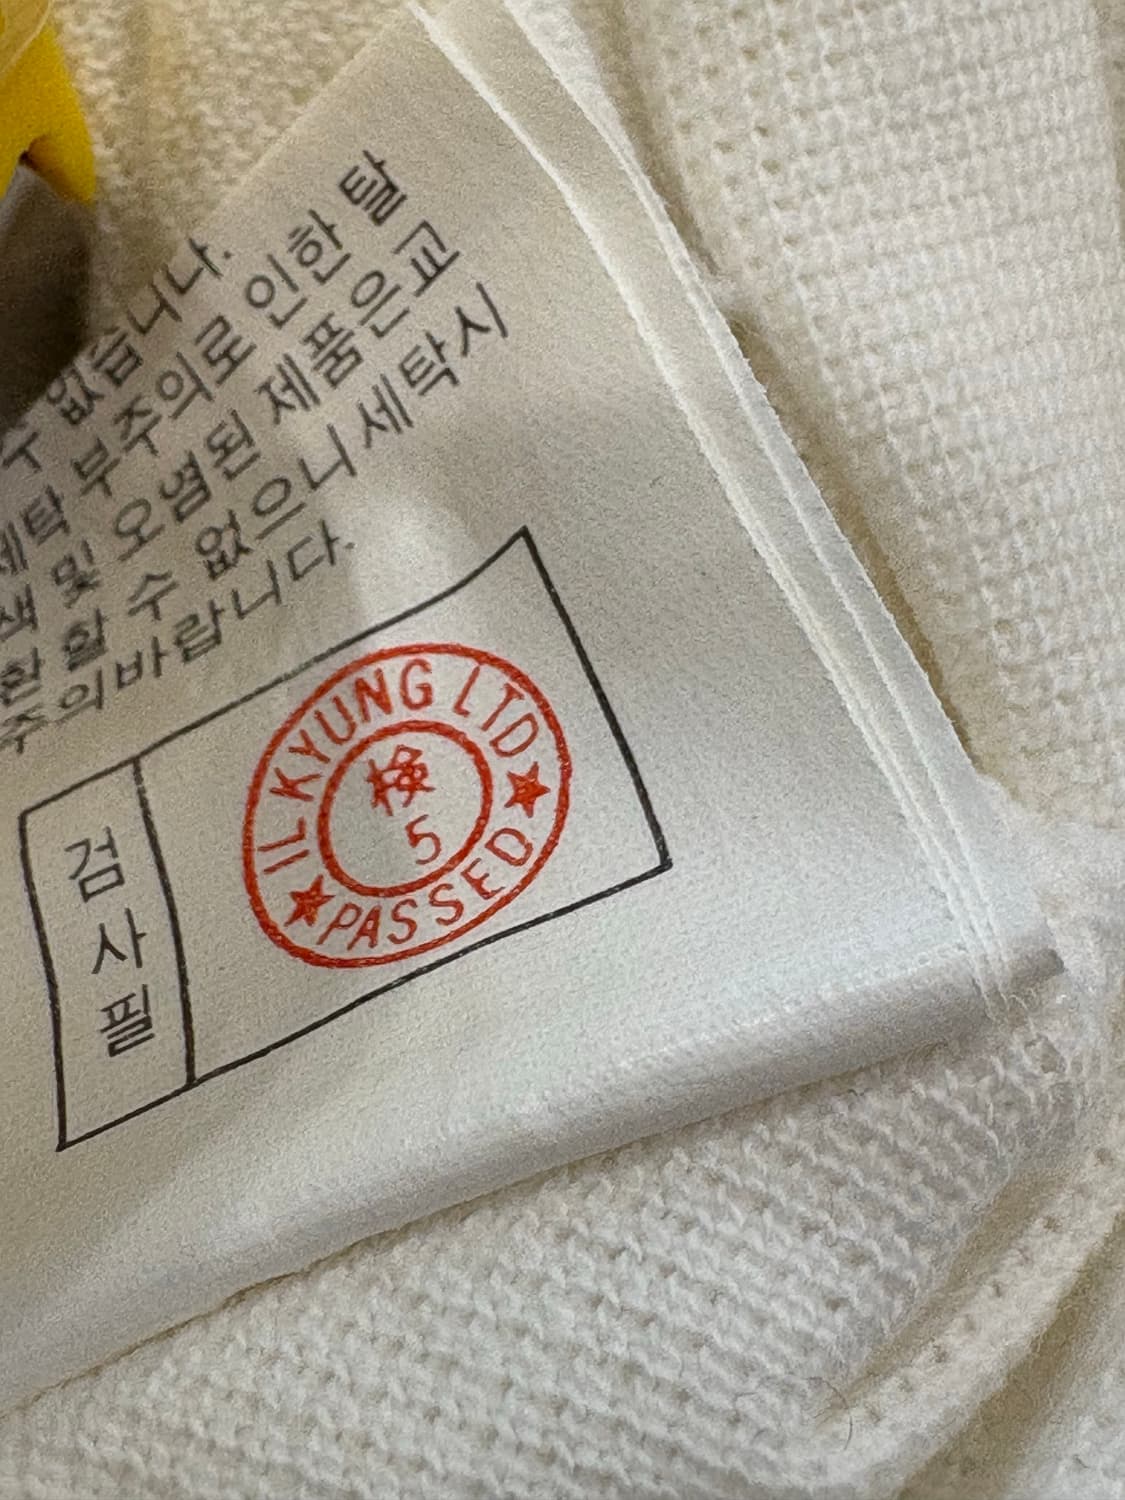 수 없습니다.
세탁 부주의로 인한 탈
색 및 오염된 제품은 교
환 할 수 없으니 세탁시
주의바랍니다.
검사필
ILKYUNG LTD
検
5
PASSED